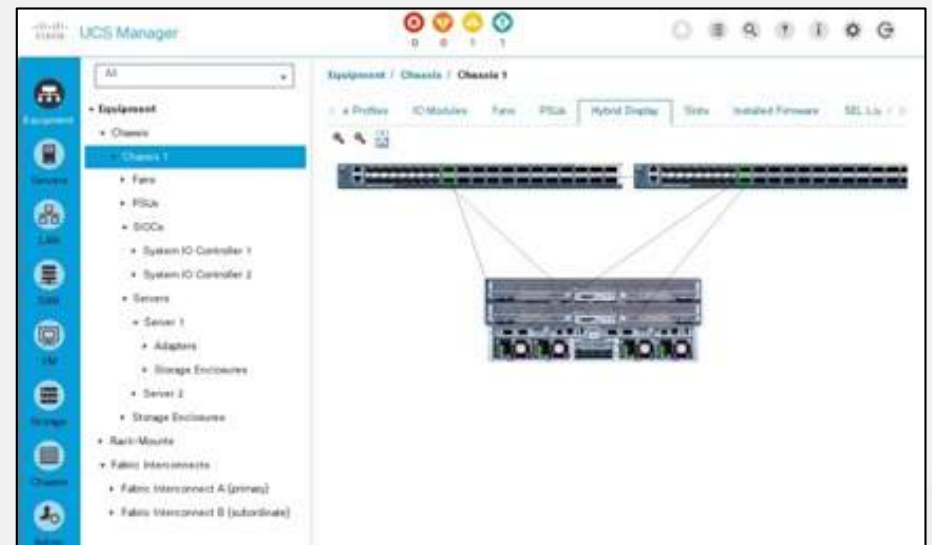 UCS Manager
0 0 1 1
All
Equipment / Chassis / Chassis 1
Profiles IO Modules Fans PSUs Hybrid Display Slots Installed Firmware SEL
Equipment
Equipment
Chassis
Chassis 1
Servers
Fans
PSUs
LAN
SIOCs
System IO Controller 1
System IO Controller 2
SAN
Servers
Server 1
VM
Adapters
Storage Enclosures
Server 2
Storage
Storage Enclosures
Rack-Mounts
Fabric Interconnects
Chassis
Fabric Interconnect A (primary)
Fabric Interconnect B (subordinate)
Admin